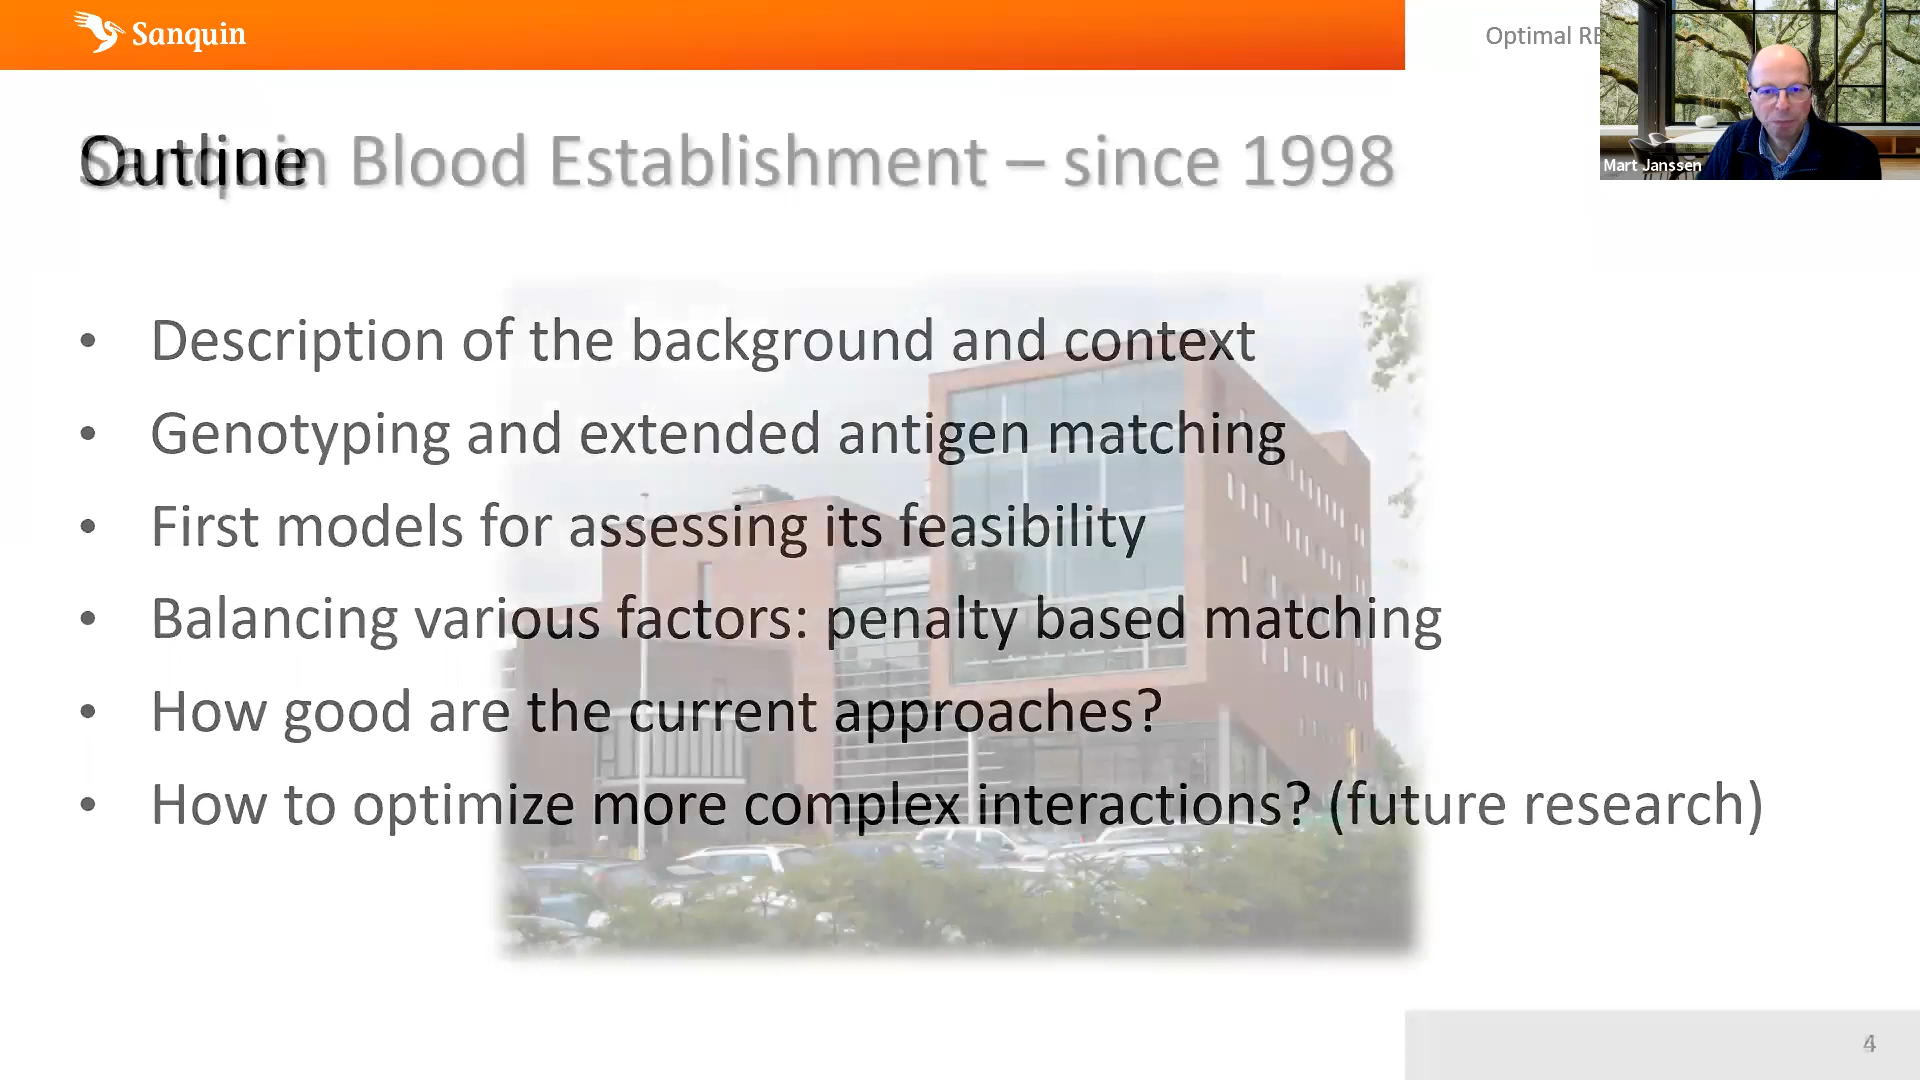 Sanquin
Optimal
Mart Janssen
Outline
Sanquin Blood Establishment – since 1998
• Description of the background and context
• Genotyping and extended antigen matching
• First models for assessing its feasibility
• Balancing various factors: penalty based matching
• How good are the current approaches?
• How to optimize more complex interactions? (future research)
4